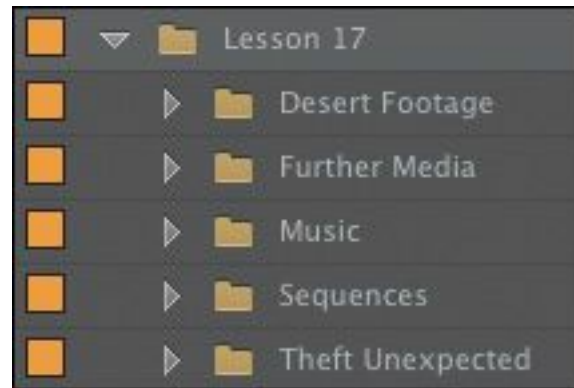 Lesson 17
Desert Footage
Further Media
Music
Sequences
Theft Unexpected